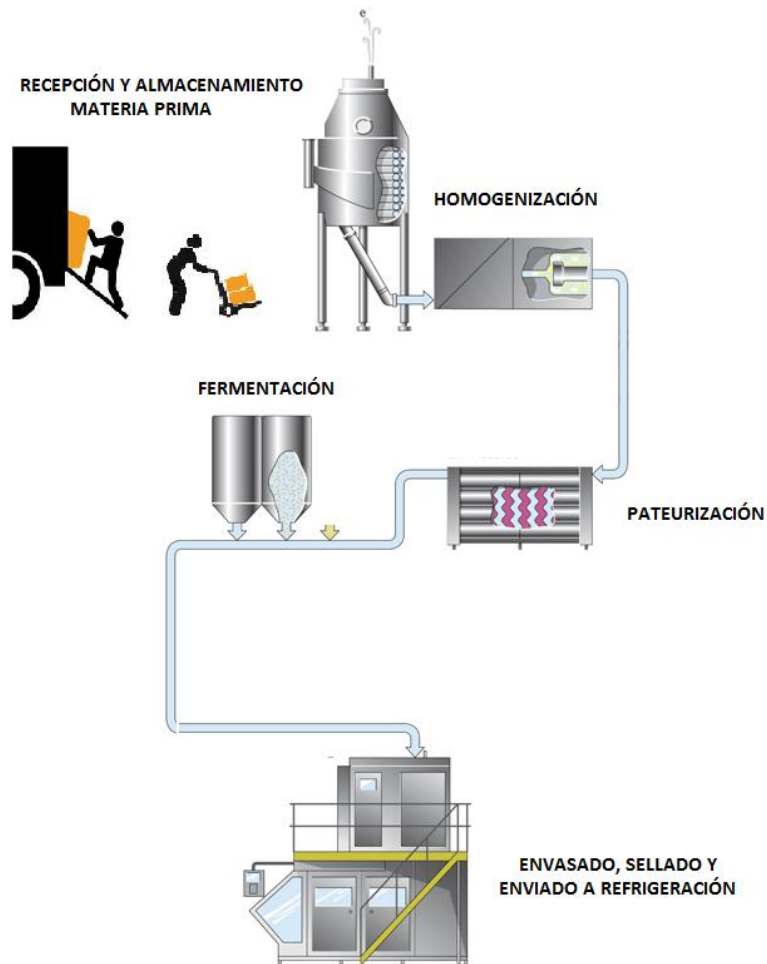 e
RECEPCIÓN Y ALMACENAMIENTO
MATERIA PRIMA
HOMOGENIZACIÓN
FERMENTACIÓN
PATEURIZACIÓN
ENVASADO, SELLADO Y
ENVIADO A REFRIGERACIÓN